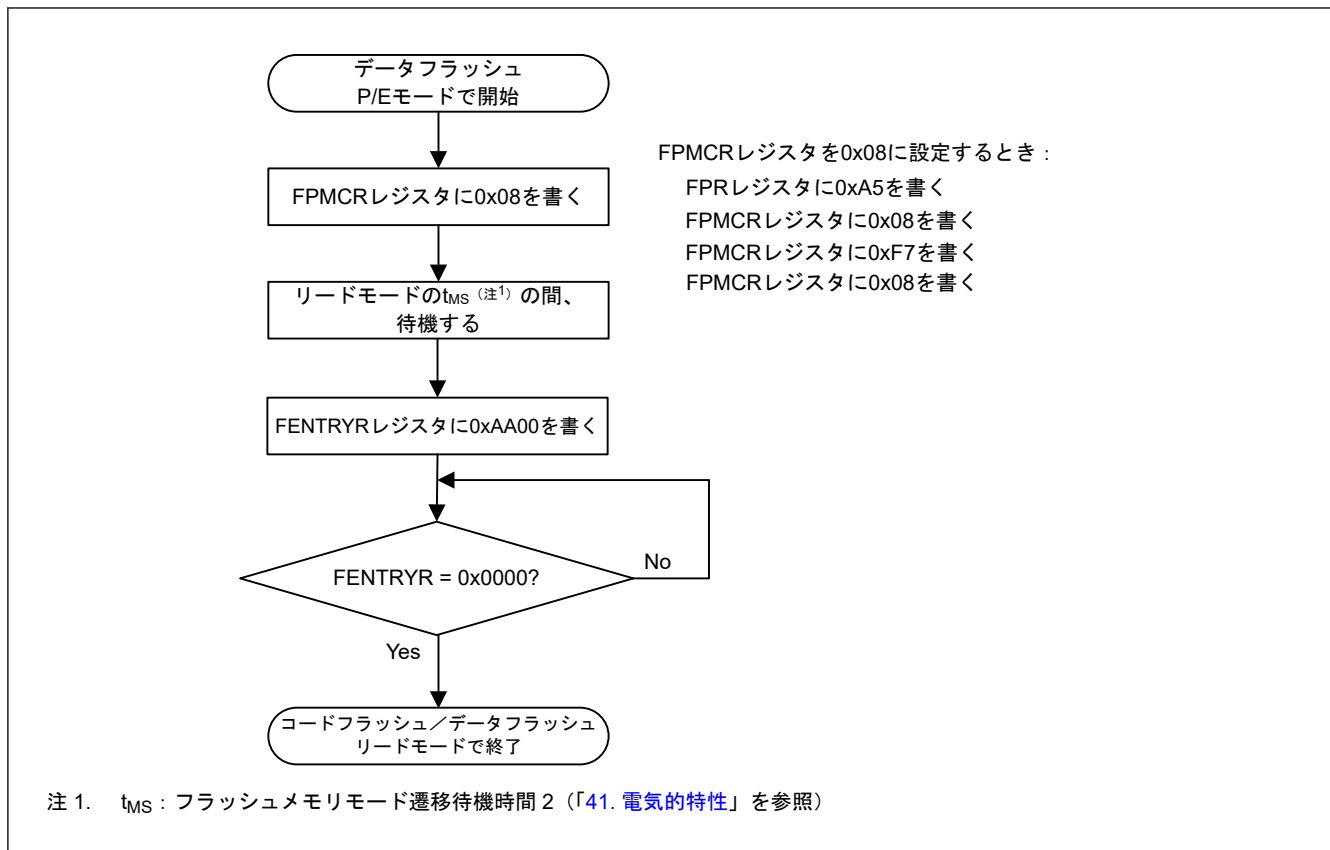 データフラッシュ
P/Eモードで開始
FPMCRレジスタに0x08を書く
リードモードのtMS（注1）の間、
待機する
FENTRYRレジスタに0xAA00を書く
FENTRYR = 0x0000?
No
Yes
コードフラッシュ／データフラッシュ
リードモードで終了
FPMCRレジスタを0x08に設定するとき：
FPRレジスタに0xA5を書く
FPMCRレジスタに0x08を書く
FPMCRレジスタに0xF7を書く
FPMCRレジスタに0x08を書く
注 1. tMS：フラッシュメモリモード遷移待機時間 2（「41. 電気的特性」を参照）